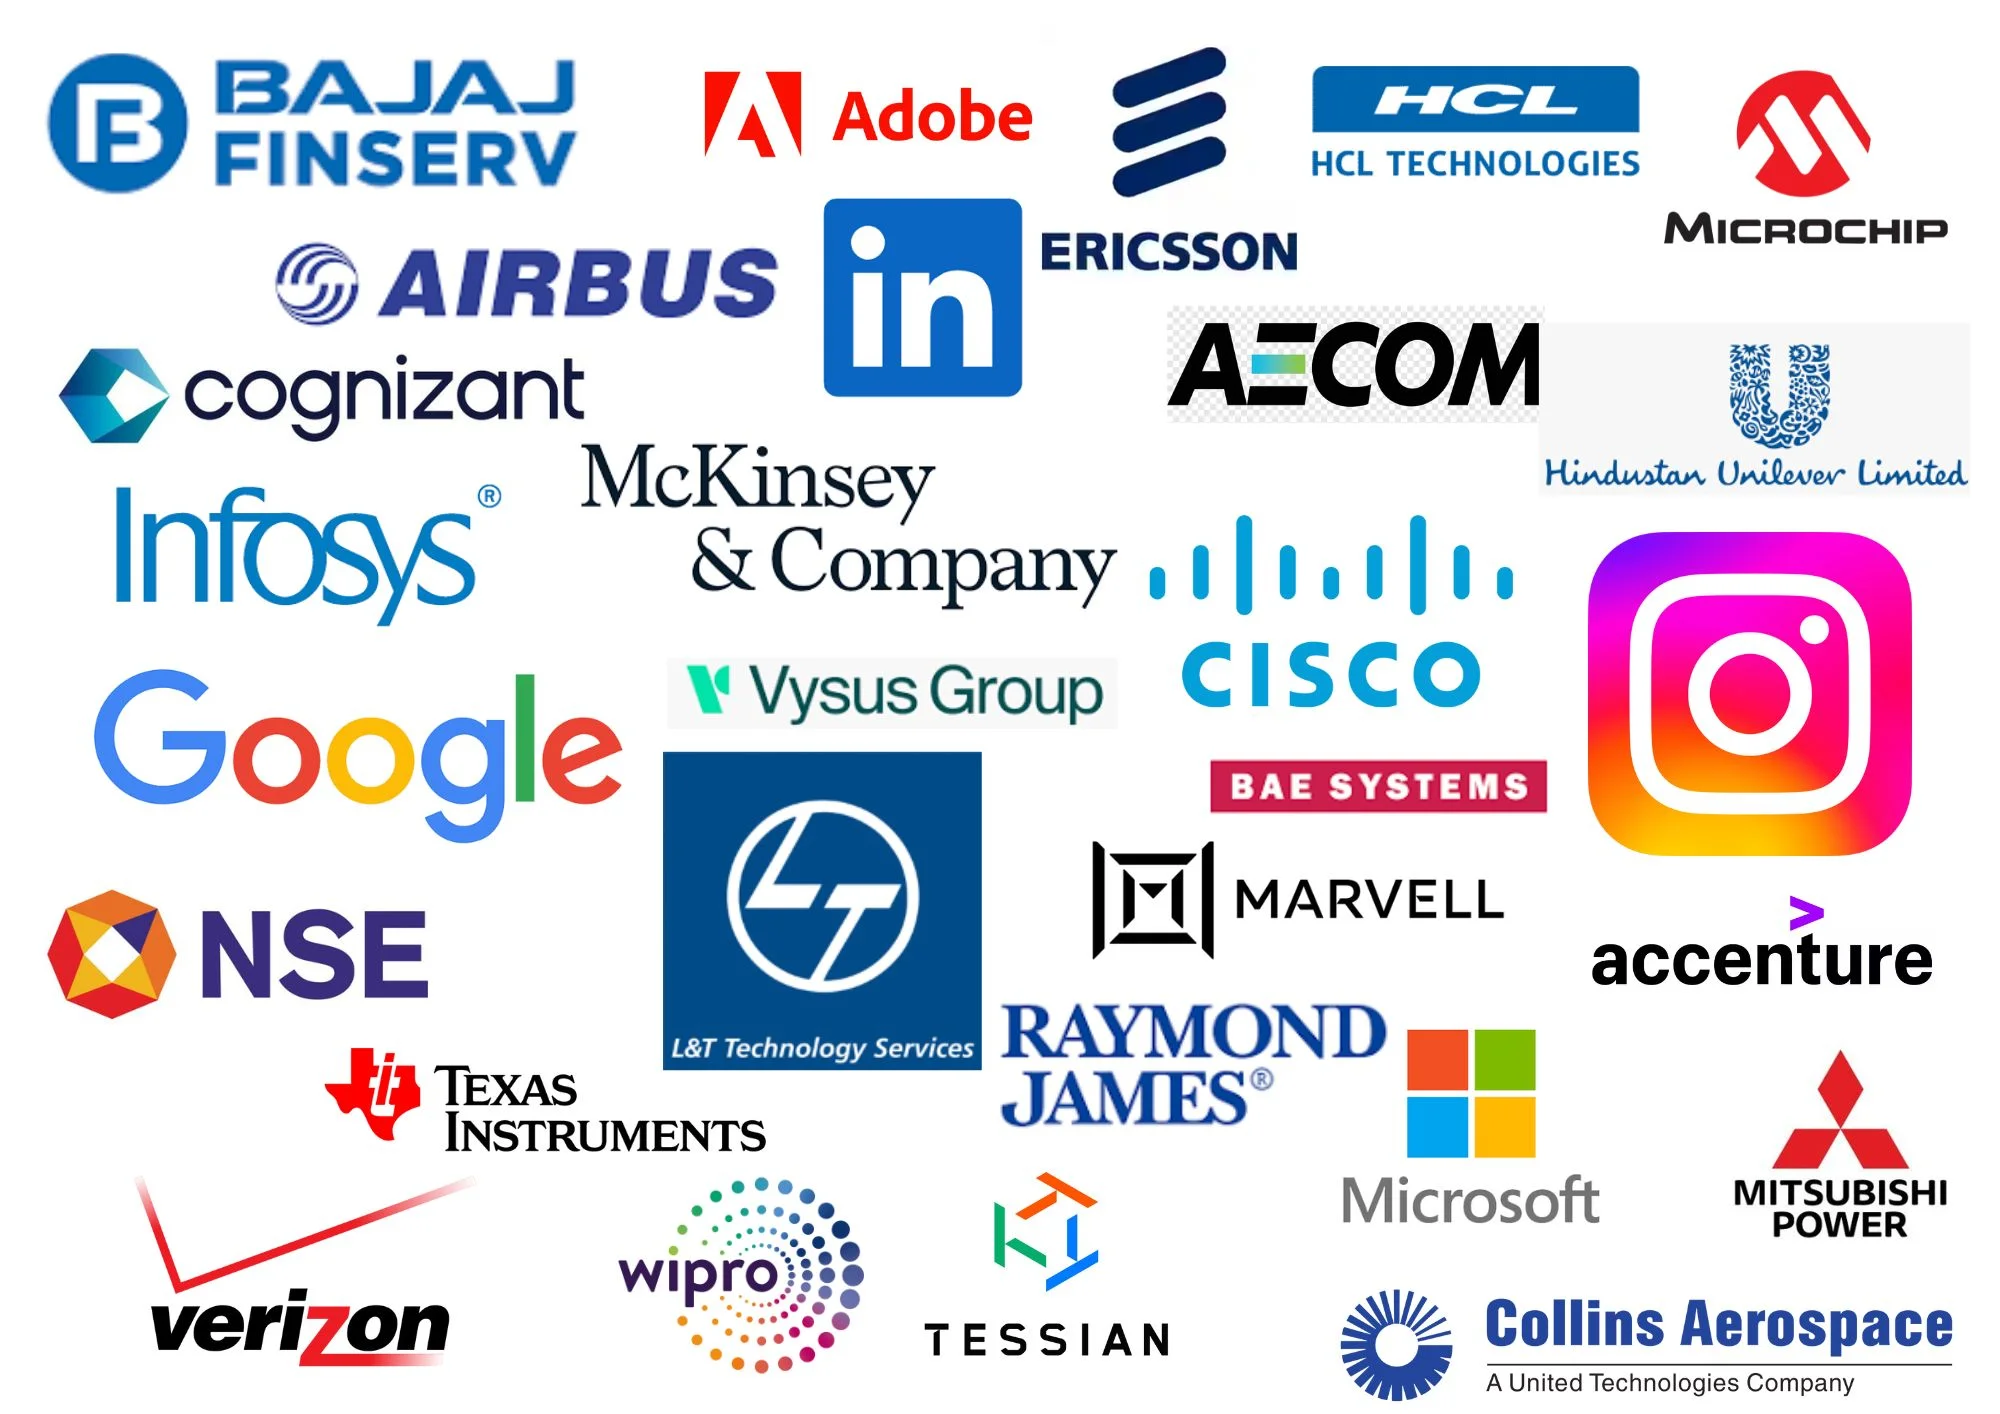 BAJAJ
FINSERV
Adobe
ERICSSON
HCL
HCL TECHNOLOGIES
MICROCHIP
AIRBUS
in
AECOM
Hindustan Unilever Limited
cognizant
McKinsey
& Company
Infosys®
CISCO
Google
Vysus Group
BAE SYSTEMS
LT
L&T Technology Services
MARVELL
NSE
accenture
RAYMOND
JAMES®
TEXAS
INSTRUMENTS
Microsoft
MITSUBISHI
POWER
verizon
wipro
TESSIAN
Collins Aerospace
A United Technologies Company